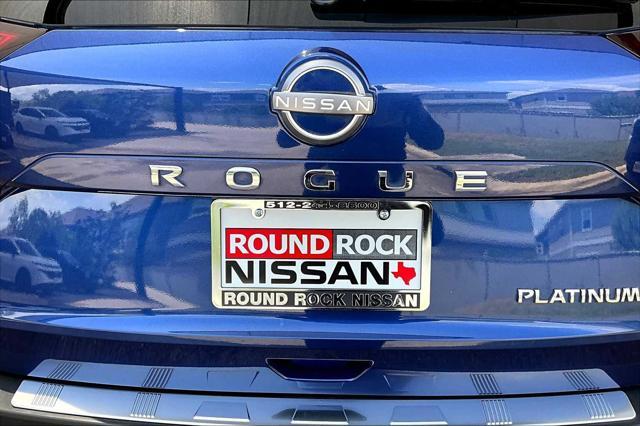 NISSAN
ROGUE
ROUND ROCK
NISSAN
ROUND ROCK NISSAN
PLATINUM